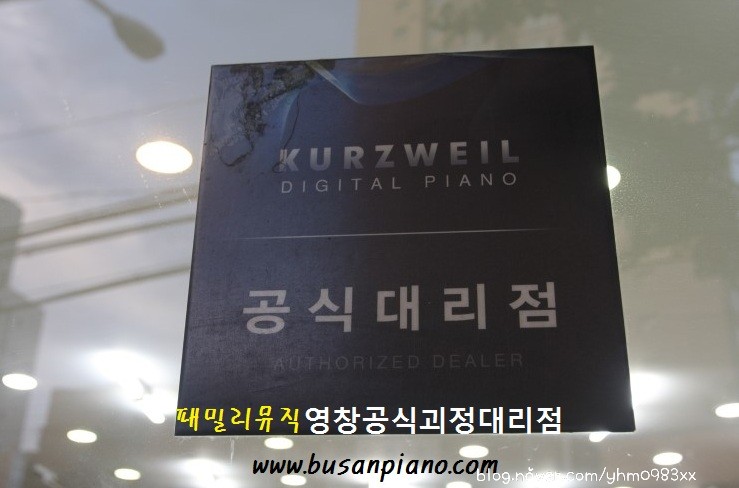 KURZWEIL
DIGITAL PIANO
공식대리점
AUTHORIZED DEALER
패밀리뮤직영창공식괴정대리점
www.busanpiano.com
blog.naver.com/yhm0983xx